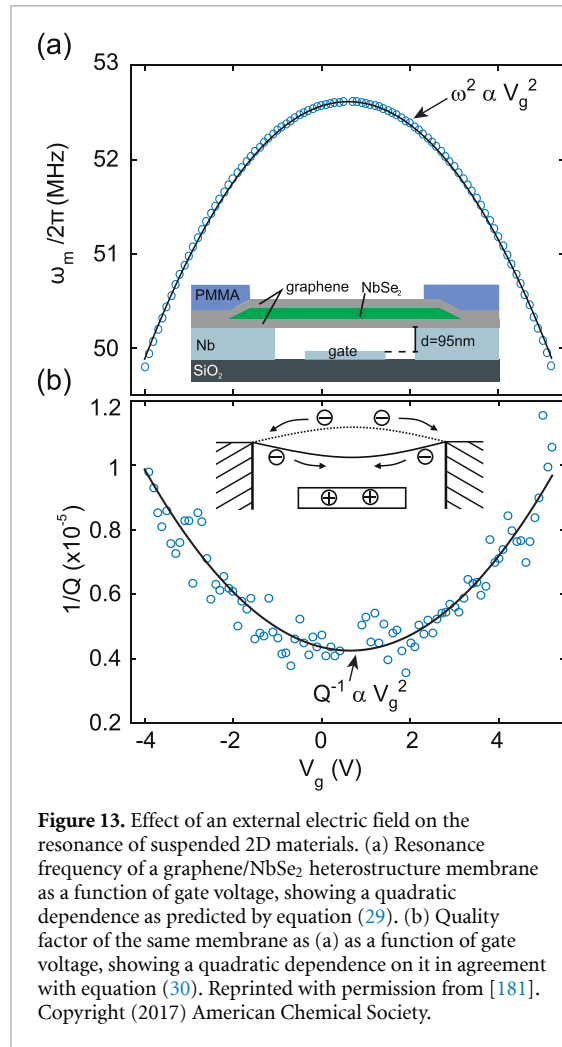 (a)
53
52
51
50
ω_m /2π (MHz)
ω² α V_g²
PMMA
graphene
NbSe₂
Nb
gate
d=95nm
SiO₂
(b)
1.2
1
0.8
0.6
0.4
0.2
1/Q (x10⁻⁵)
⊖ ⊖
⊖ ⊖
⊕ ⊕
Q⁻¹ α V_g²
-4 -2 0 2 4
V_g (V)
Figure 13. Effect of an external electric field on the
resonance of suspended 2D materials. (a) Resonance
frequency of a graphene/NbSe₂ heterostructure membrane
as a function of gate voltage, showing a quadratic
dependence as predicted by equation (29). (b) Quality
factor of the same membrane as (a) as a function of gate
voltage, showing a quadratic dependence on it in agreement
with equation (30). Reprinted with permission from [181].
Copyright (2017) American Chemical Society.